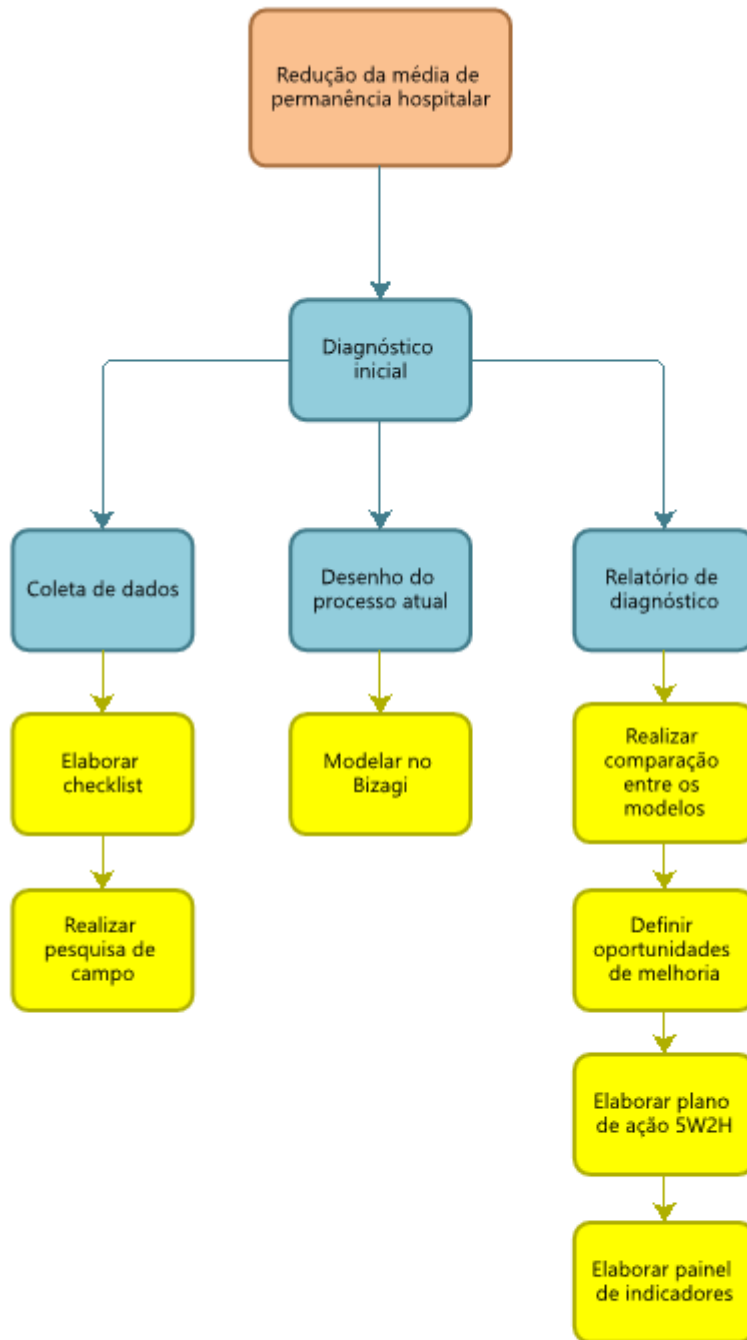 Redução da média de
permanência hospitalar
Diagnóstico
inicial
Coleta de dados
Desenho do
processo atual
Relatório de
diagnóstico
Elaborar
checklist
Modelar no
Bizagi
Realizar
comparação
entre os
modelos
Realizar
pesquisa de
campo
Definir
oportunidades
de melhoria
Elaborar plano
de ação 5W2H
Elaborar painel
de indicadores